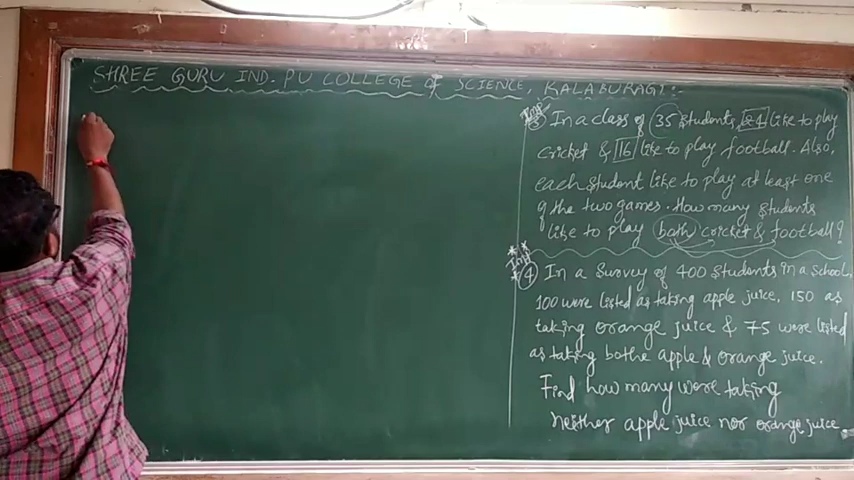 SHREE GURU IND. PU COLLEGE of SCIENCE, KALABURAGI :-
Imp
③ In a class of 35 students, 24 like to play
cricket & 16 like to play football. Also,
each student like to play at least one
of the two games. How many students
like to play both cricket & football?
Imp
④ In a Survey of 400 students in a school,
100 were listed as taking apple juice, 150 as
taking orange juice & 75 were listed
as taking bothe apple & orange juice.
Find how many were taking
neither apple juice nor orange juice.